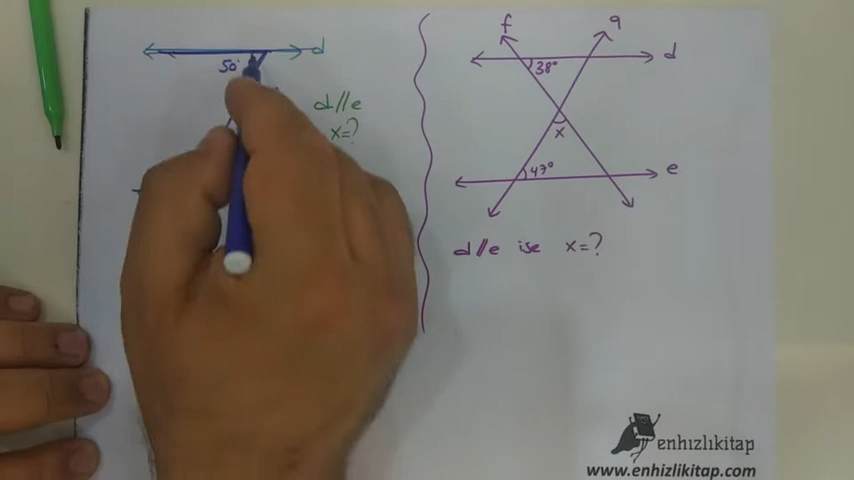 d
50°
d//e
x=?
f
g
d
38°
x
47°
e
d//e ise x=?
enhızlıkitap
www.enhizlikitap.com